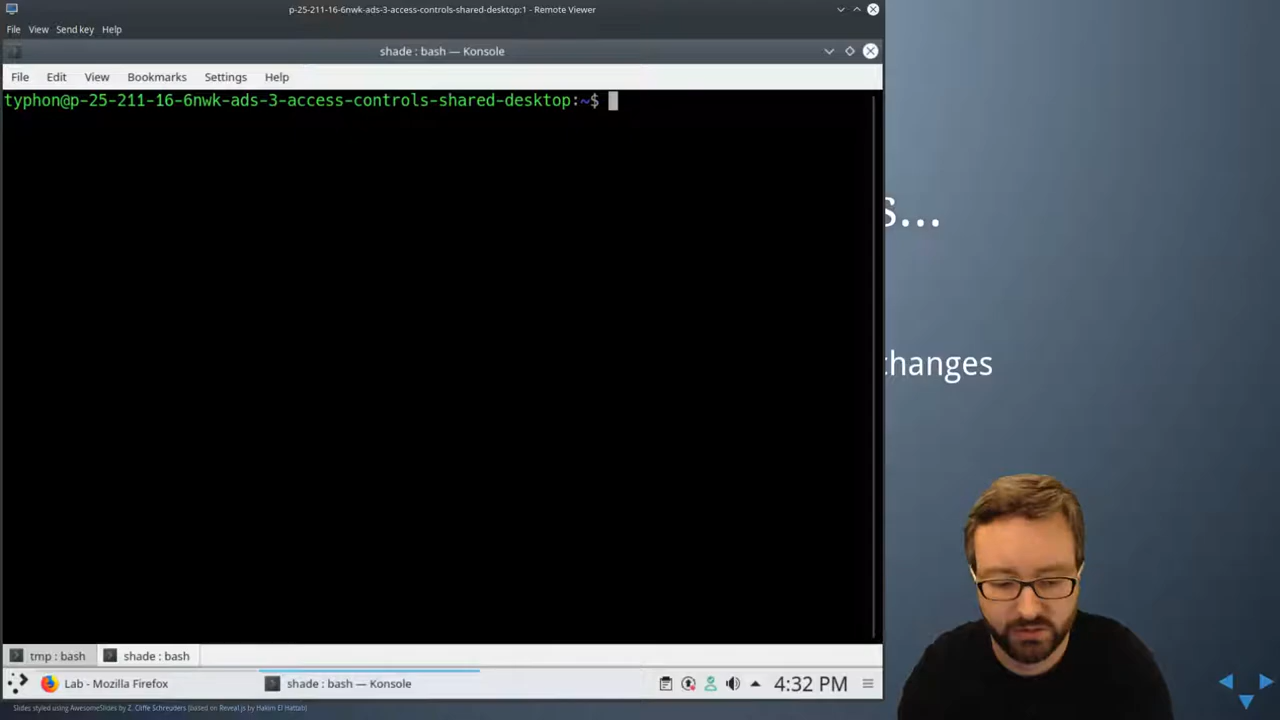 p-25-211-16-6nwk-ads-3-access-controls-shared-desktop:1 - Remote Viewer
File View Send key Help
shade : bash — Konsole
File Edit View Bookmarks Settings Help
typhon@p-25-211-16-6nwk-ads-3-access-controls-shared-desktop:~$
s...
changes
tmp : bash shade : bash
Lab - Mozilla Firefox shade : bash — Konsole 4:32 PM
Slides styled using AwesomeSlides by Z. Cliffe Schreuders (based on Reveal.js by Hakim El Hattab)